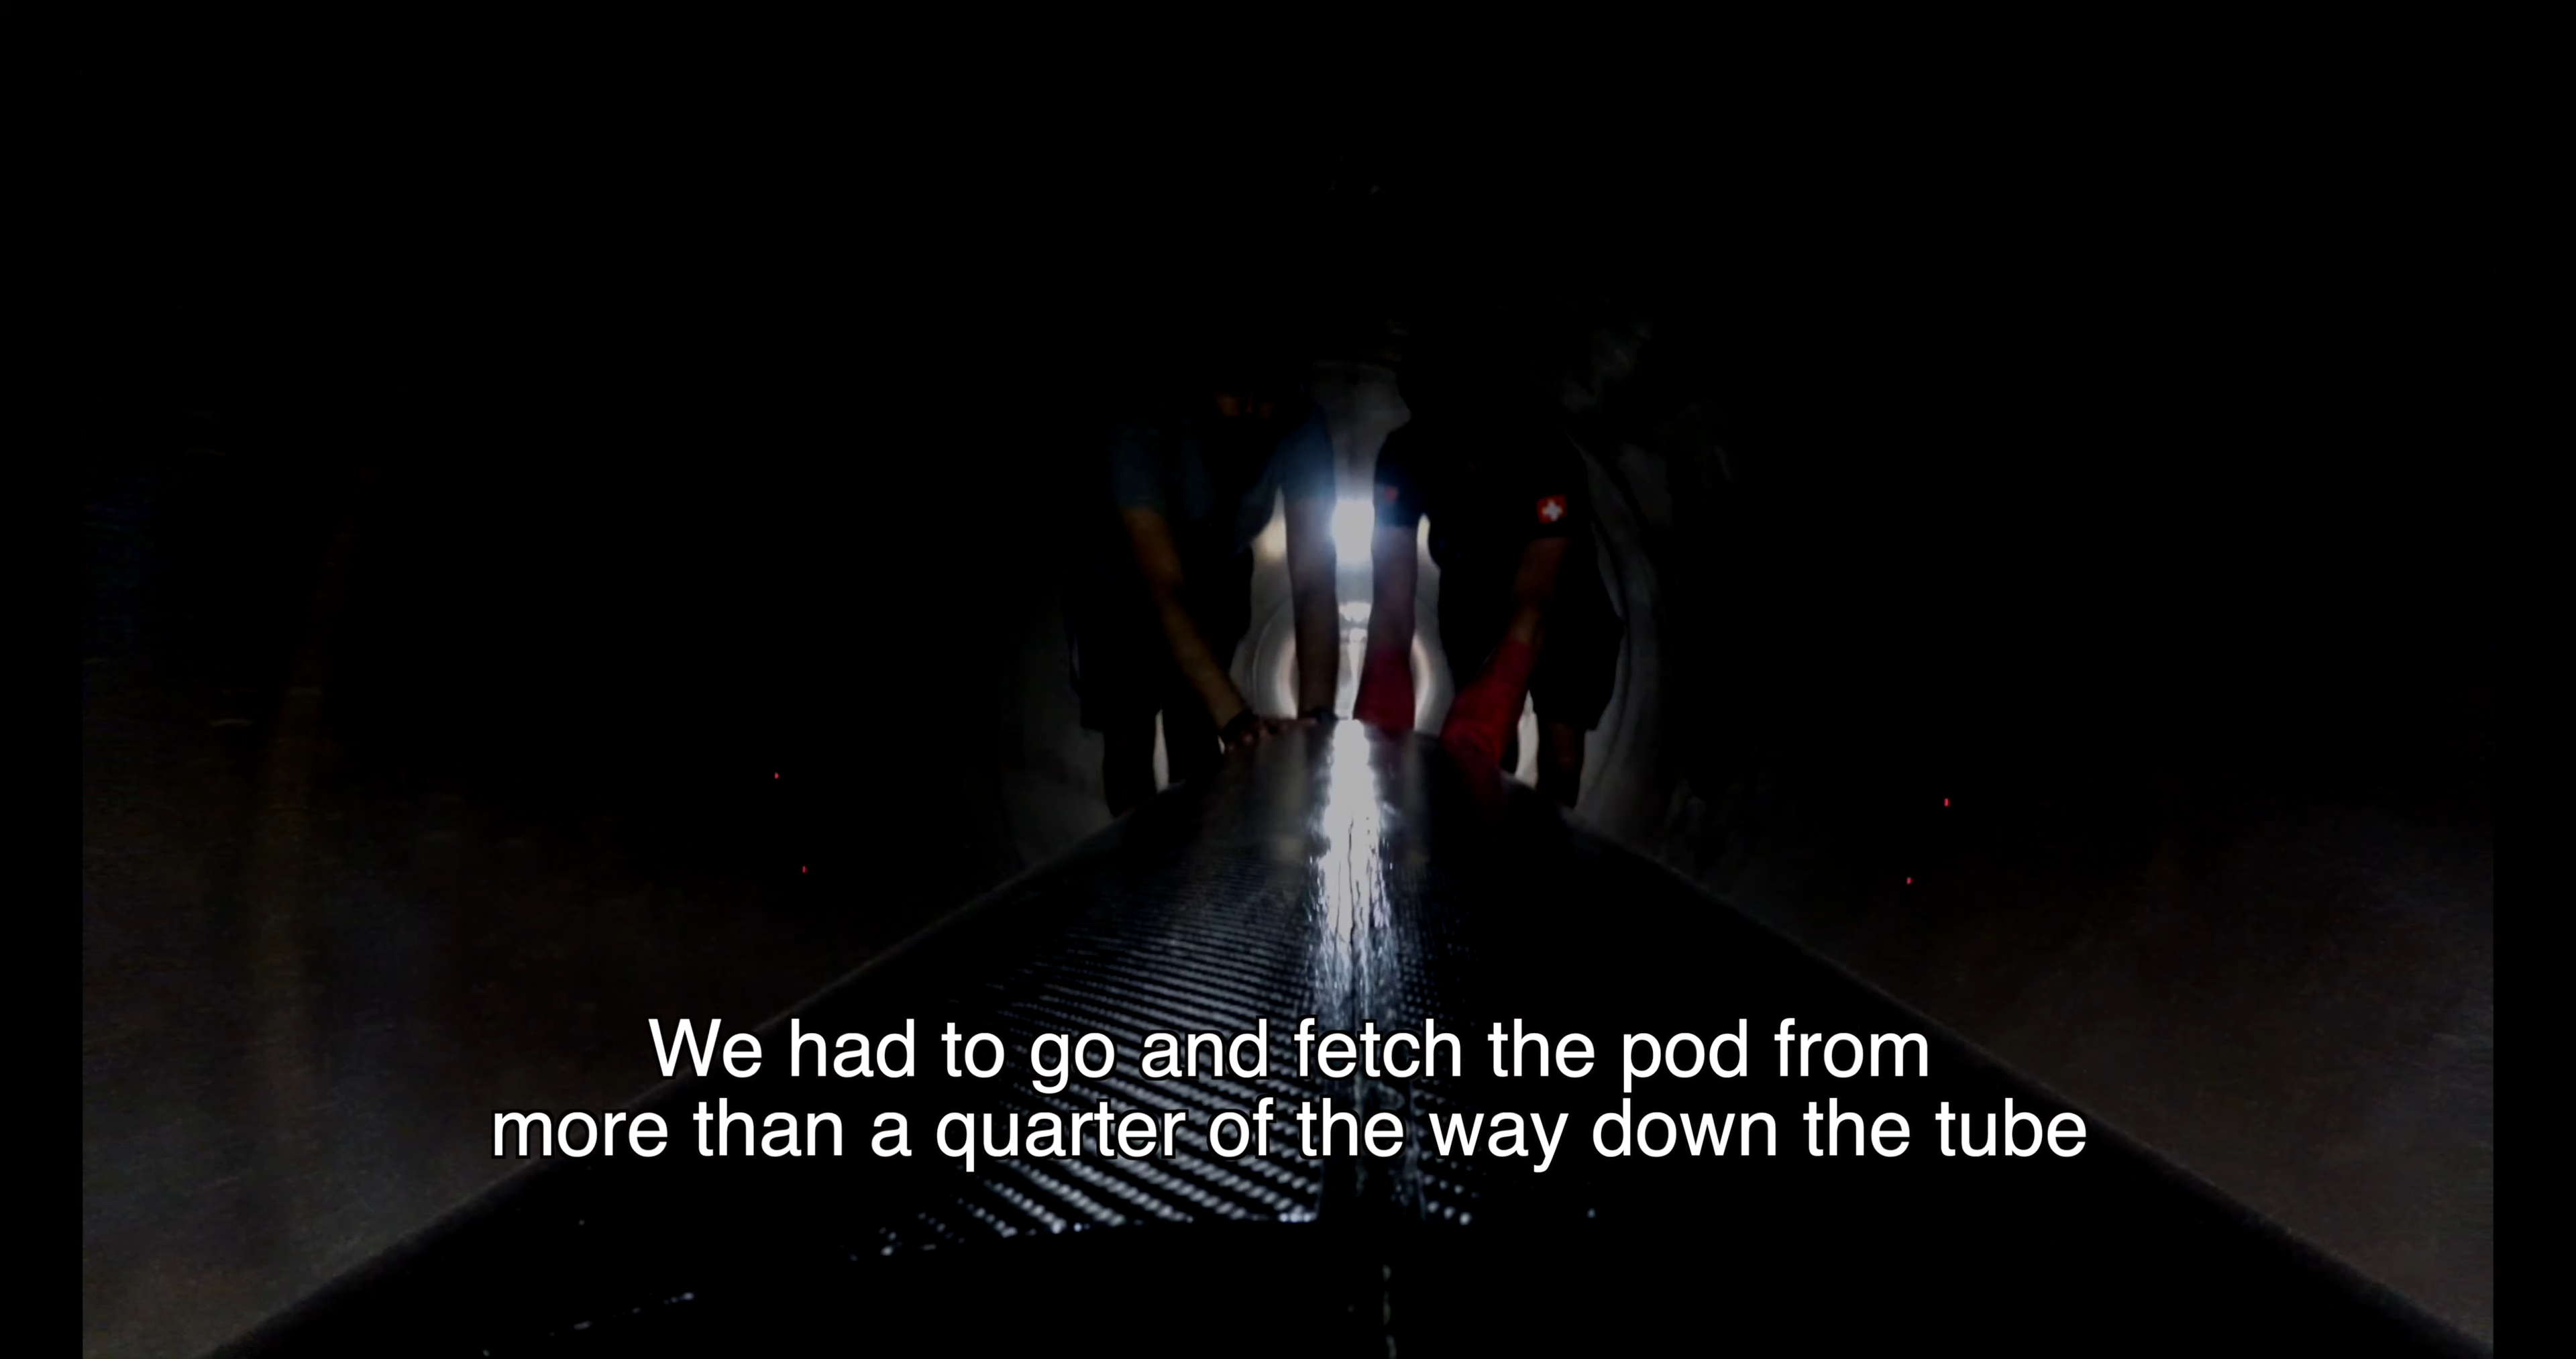 We had to go and fetch the pod from
more than a quarter of the way down the tube